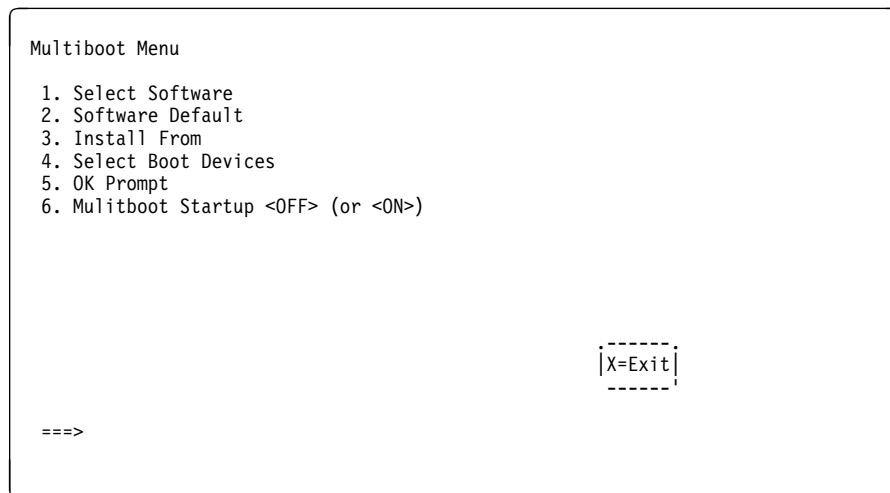 Multiboot Menu
1. Select Software
2. Software Default
3. Install From
4. Select Boot Devices
5. OK Prompt
6. Mulitboot Startup <OFF> (or <ON>)
X=Exit
===>